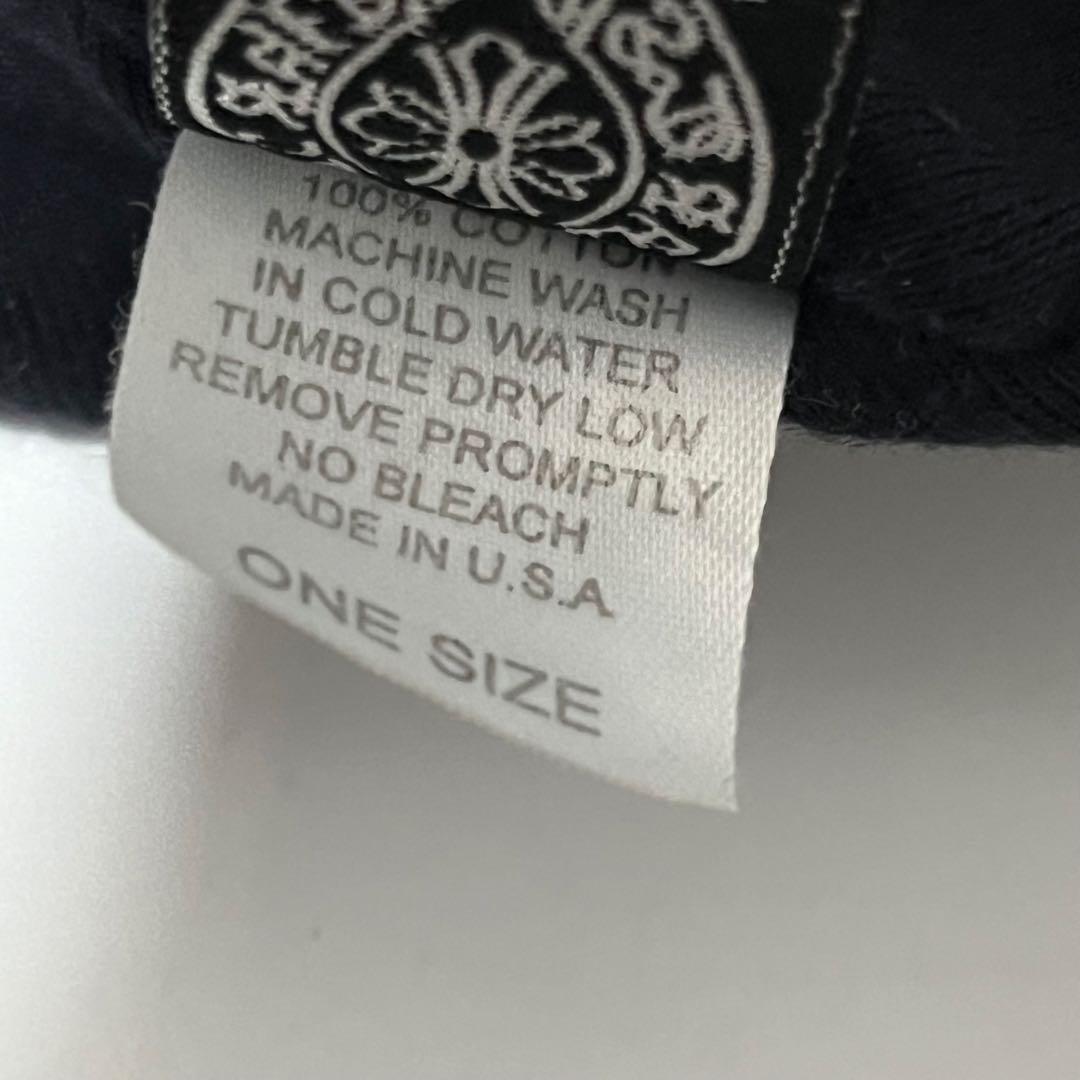 100% COTTON
MACHINE WASH
IN COLD WATER
TUMBLE DRY LOW
REMOVE PROMPTLY
NO BLEACH
MADE IN U.S.A
ONE SIZE